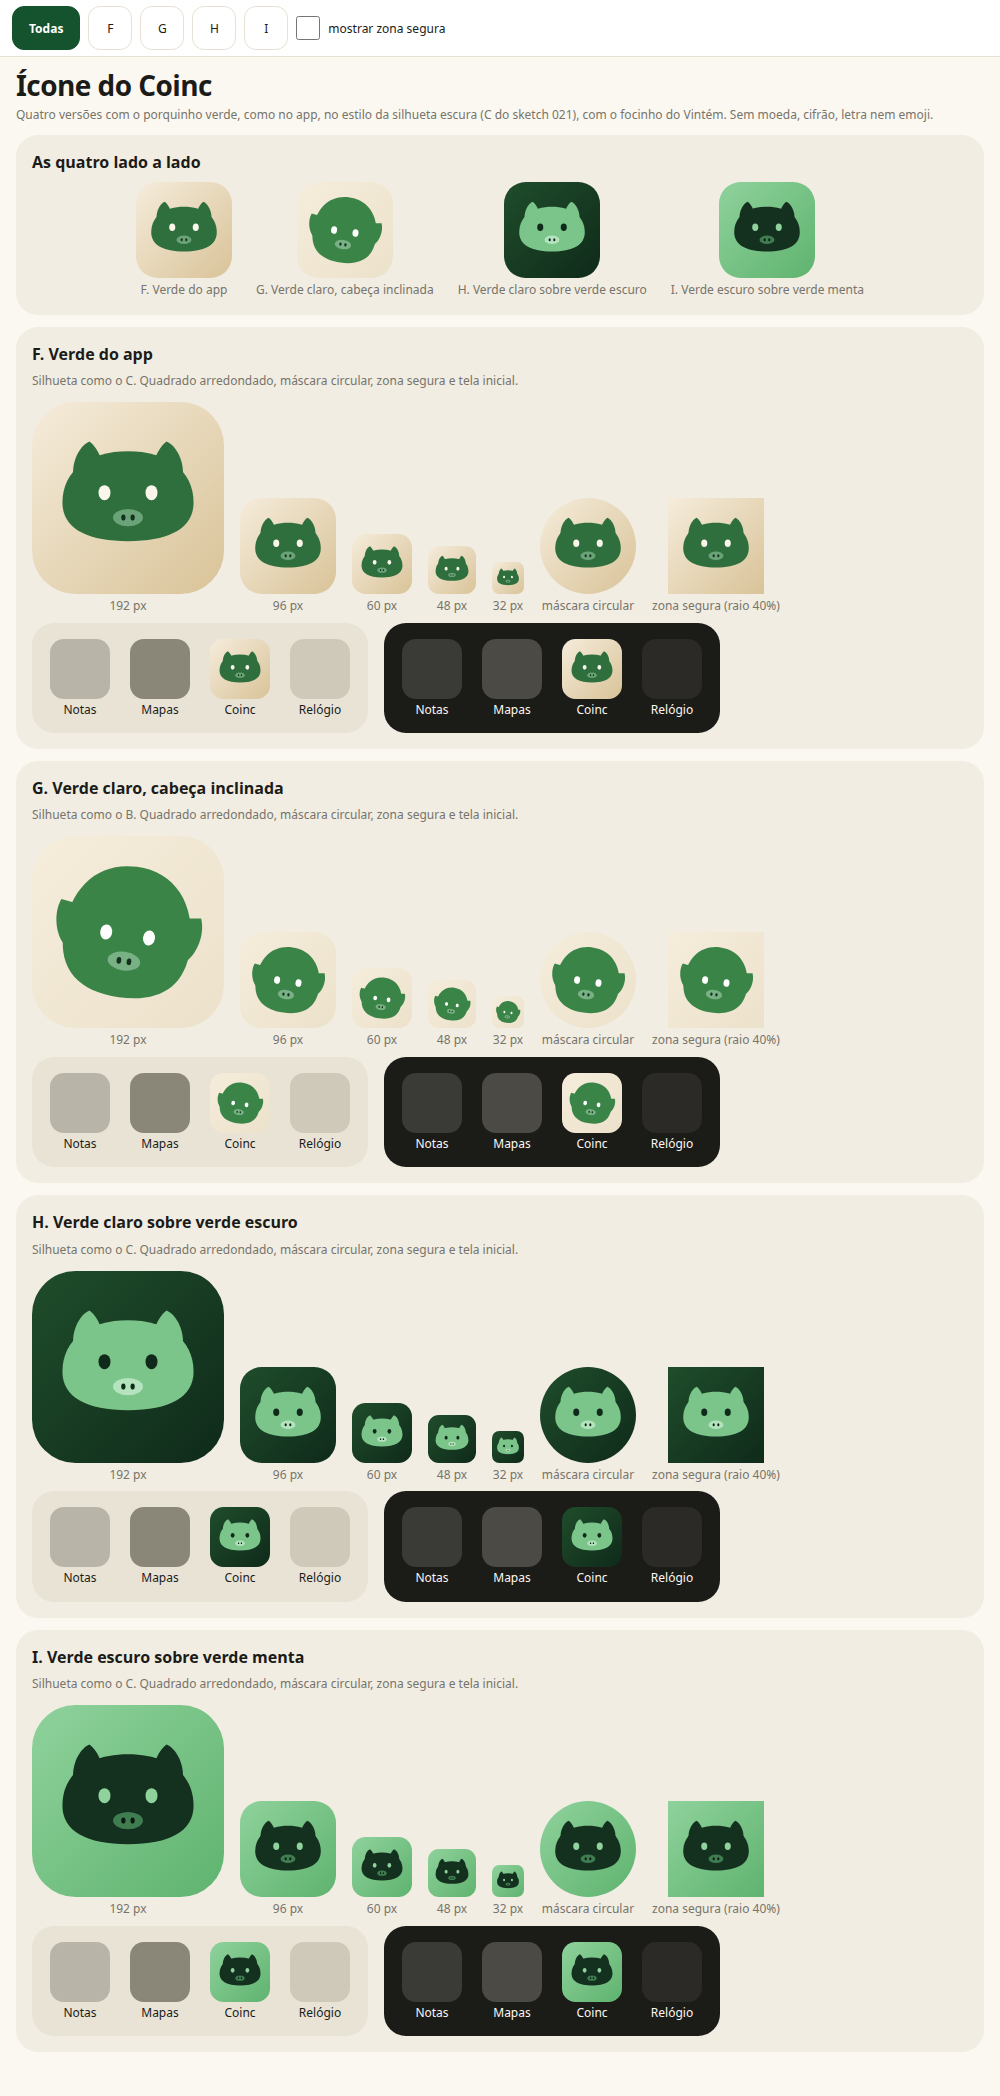 Todas F G H I mostrar zona segura
Ícone do Coinc
Quatro versões com o porquinho verde, como no app, no estilo da silhueta escura (C do sketch 021), com o focinho do Vintém. Sem moeda, cifrão, letra nem emoji.
As quatro lado a lado
F. Verde do app G. Verde claro, cabeça inclinada H. Verde claro sobre verde escuro I. Verde escuro sobre verde menta
F. Verde do app
Silhueta como o C. Quadrado arredondado, máscara circular, zona segura e tela inicial.
192 px 96 px 60 px 48 px 32 px máscara circular zona segura (raio 40%)
Notas Mapas Coinc Relógio Notas Mapas Coinc Relógio
G. Verde claro, cabeça inclinada
Silhueta como o B. Quadrado arredondado, máscara circular, zona segura e tela inicial.
192 px 96 px 60 px 48 px 32 px máscara circular zona segura (raio 40%)
Notas Mapas Coinc Relógio Notas Mapas Coinc Relógio
H. Verde claro sobre verde escuro
Silhueta como o C. Quadrado arredondado, máscara circular, zona segura e tela inicial.
192 px 96 px 60 px 48 px 32 px máscara circular zona segura (raio 40%)
Notas Mapas Coinc Relógio Notas Mapas Coinc Relógio
I. Verde escuro sobre verde menta
Silhueta como o C. Quadrado arredondado, máscara circular, zona segura e tela inicial.
192 px 96 px 60 px 48 px 32 px máscara circular zona segura (raio 40%)
Notas Mapas Coinc Relógio Notas Mapas Coinc Relógio